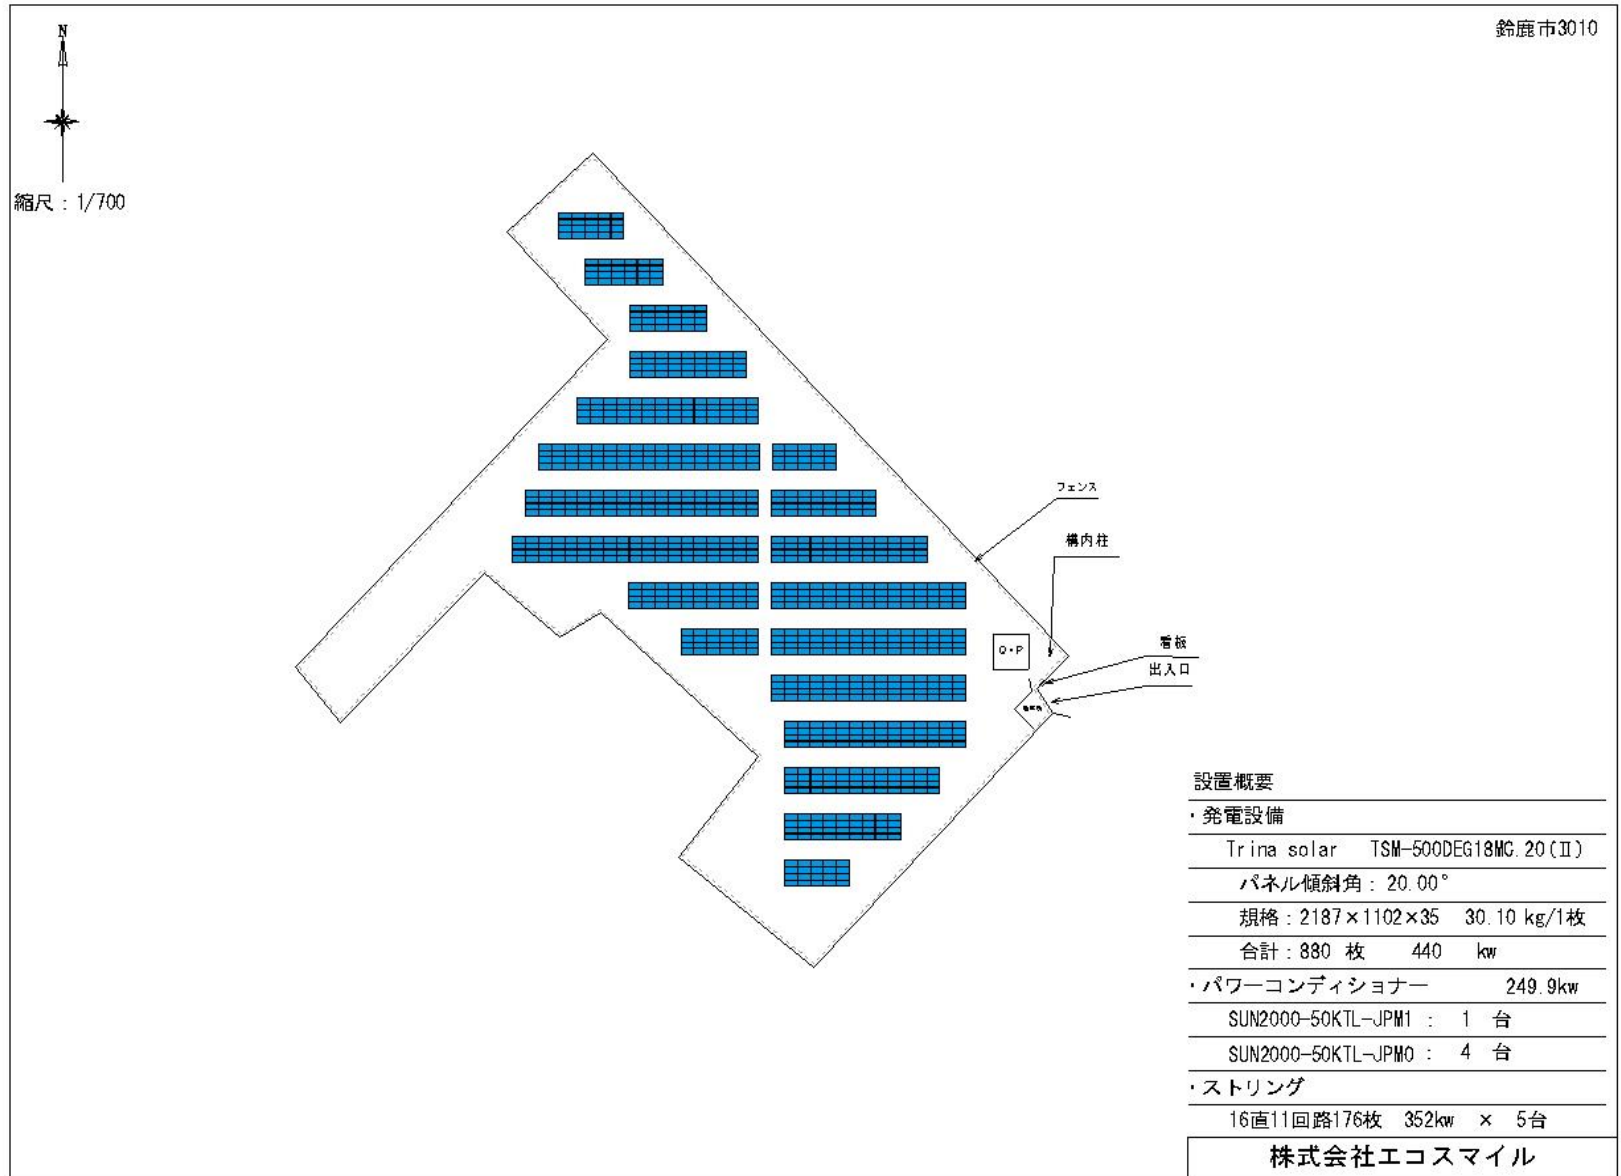 鈴鹿市3010
N
縮尺：1/700
フェンス
構内柱
看板
出入口
Q・P
設置概要
・発電設備
Trina solar TSM-500DEG18MC.20(Ⅱ)
パネル傾斜角：20.00°
規格：2187×1102×35 30.10 kg/1枚
合計：880 枚 440 kw
・パワーコンディショナー 249.9kw
SUN2000-50KTL-JPM1 ： 1 台
SUN2000-50KTL-JPM0 ： 4 台
・ストリング
16直11回路176枚 352kw × 5台
株式会社エコスマイル